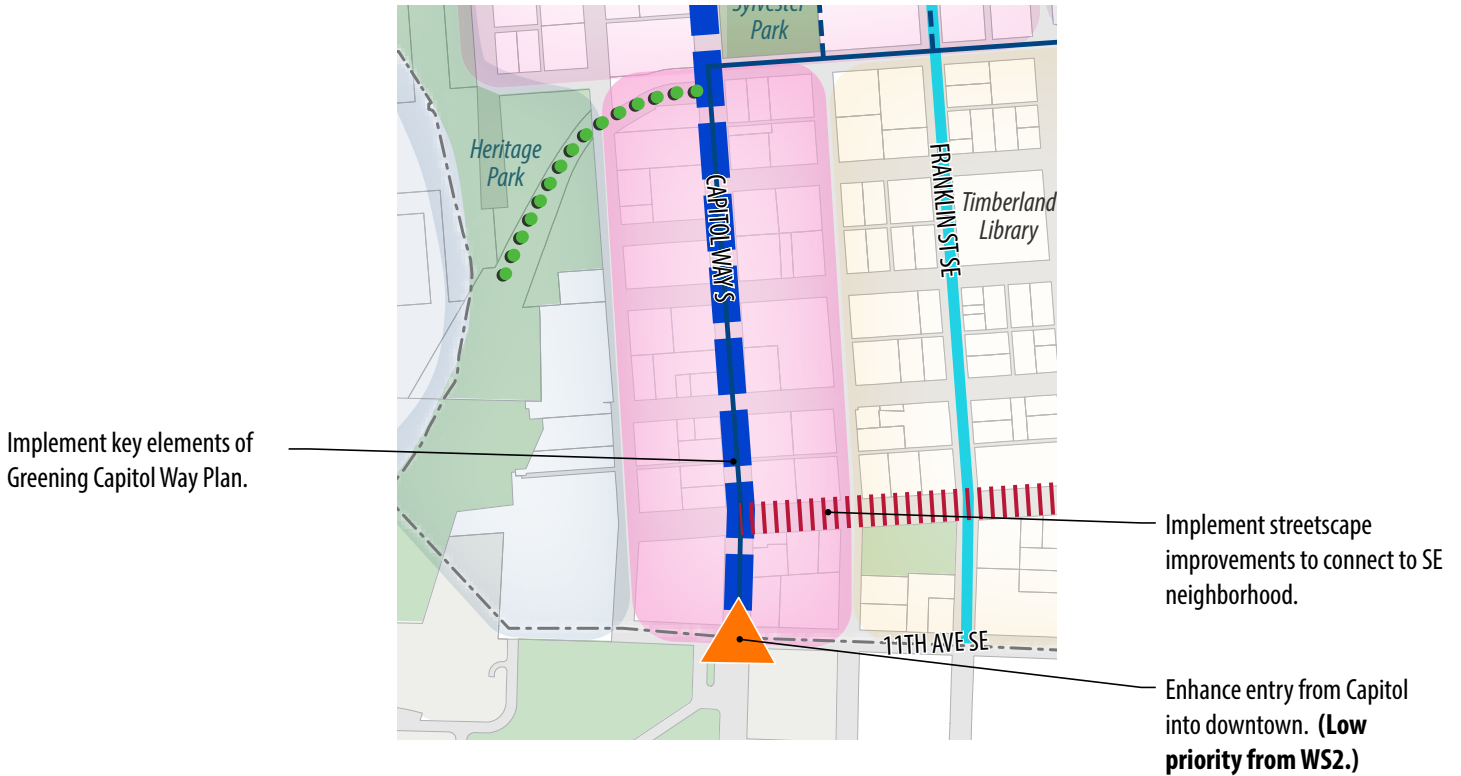 Sylvester
Park
Heritage
Park
CAPITOL WAY S
FRANKLIN ST SE
Timberland
Library
Implement key elements of
Greening Capitol Way Plan.
Implement streetscape
improvements to connect to SE
neighborhood.
11TH AVE SE
Enhance entry from Capitol
into downtown. (Low
priority from WS2.)